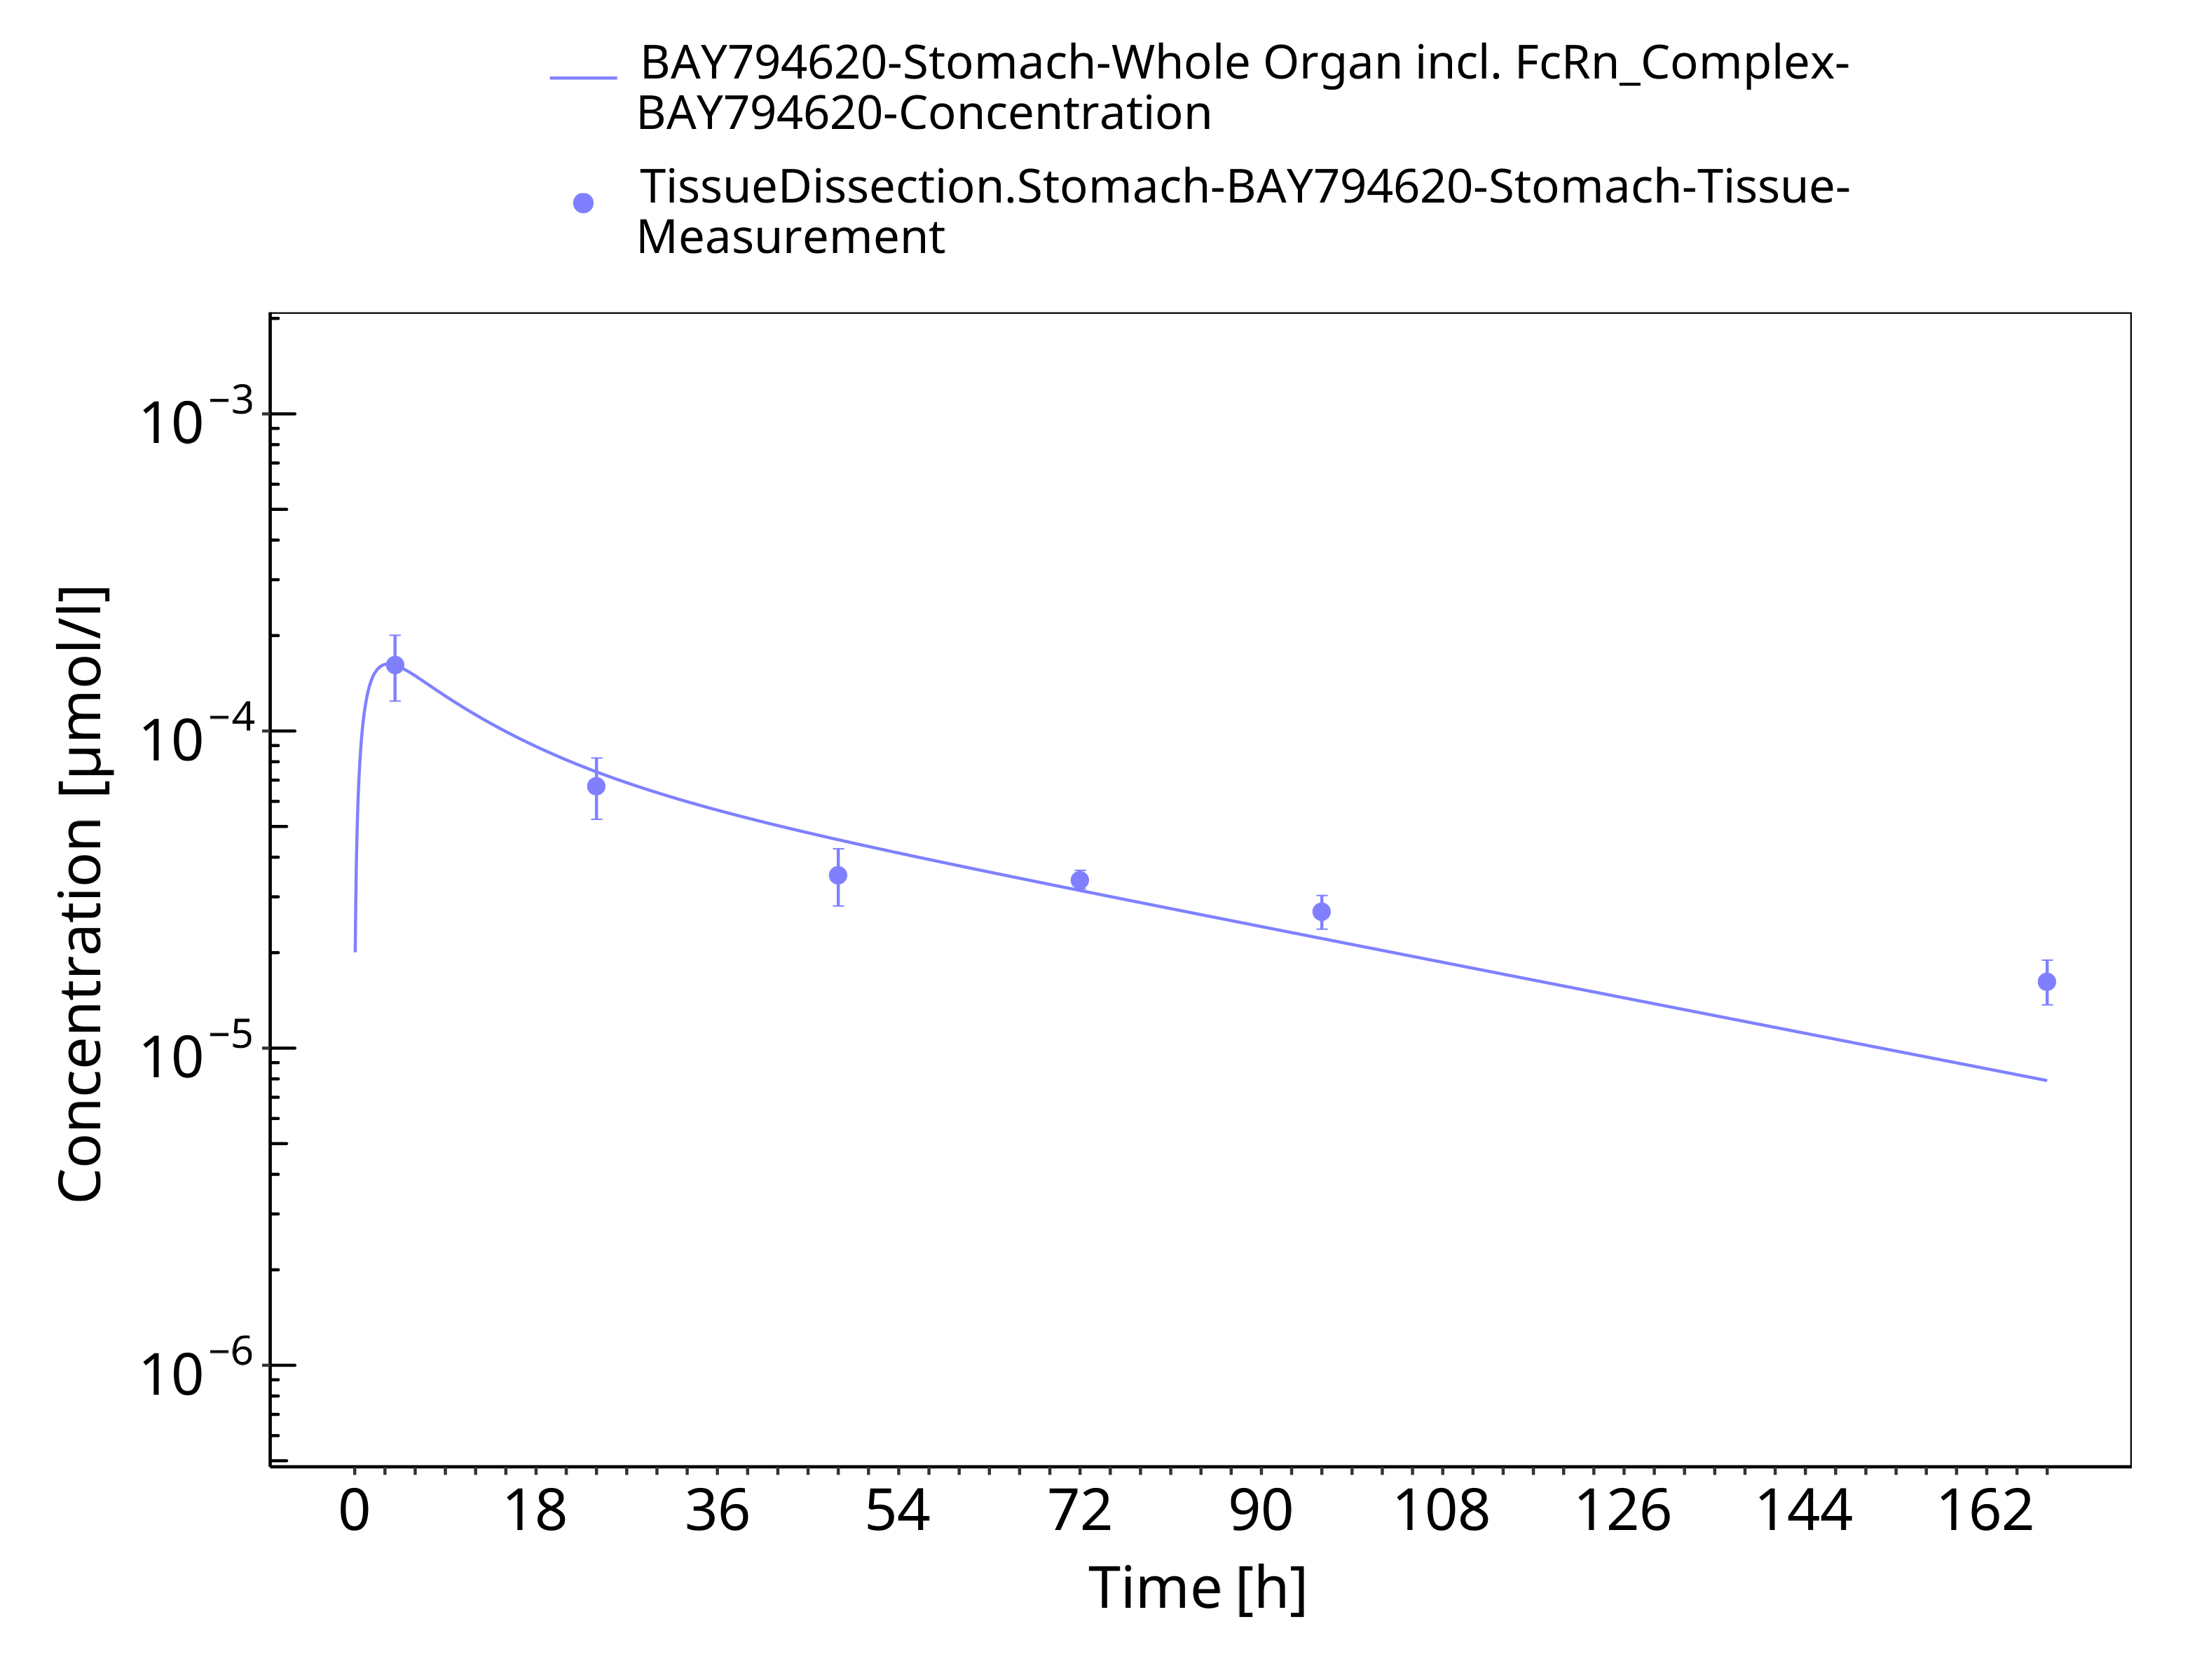 BAY794620-Stomach-Whole Organ incl. FcRn_Complex-
BAY794620-Concentration
TissueDissection.Stomach-BAY794620-Stomach-Tissue-
Measurement
Concentration [µmol/l]
10⁻³
10⁻⁴
10⁻⁵
10⁻⁶
0 18 36 54 72 90 108 126 144 162
Time [h]